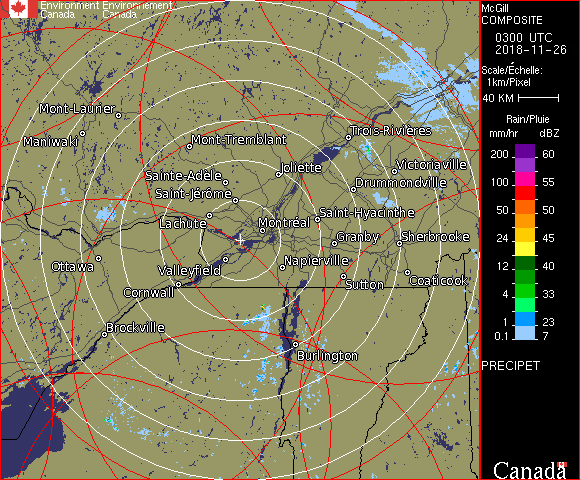 Environment Environnement
Canada Canada
McGill
COMPOSITE
0300 UTC
2018-11-26
Scale/Échelle:
1km/Pixel
40 KM
Rain/Pluie
mm/hr dBZ
200 60
100 55
50 50
24 45
12 40
4 33
1 23
0.1 7
PRECIPET
Canada
Mont-Laurier
Maniwaki
Mont-Tremblant
Trois-Rivières
Sainte-Adèle
Joliette
Victoriaville
Saint-Jérôme
Drummondville
Lachute
Montréal
Saint-Hyacinthe
Granby
Sherbrooke
Ottawa
Valleyfield
Napierville
Cornwall
Sutton
Coaticook
Brockville
Burlington